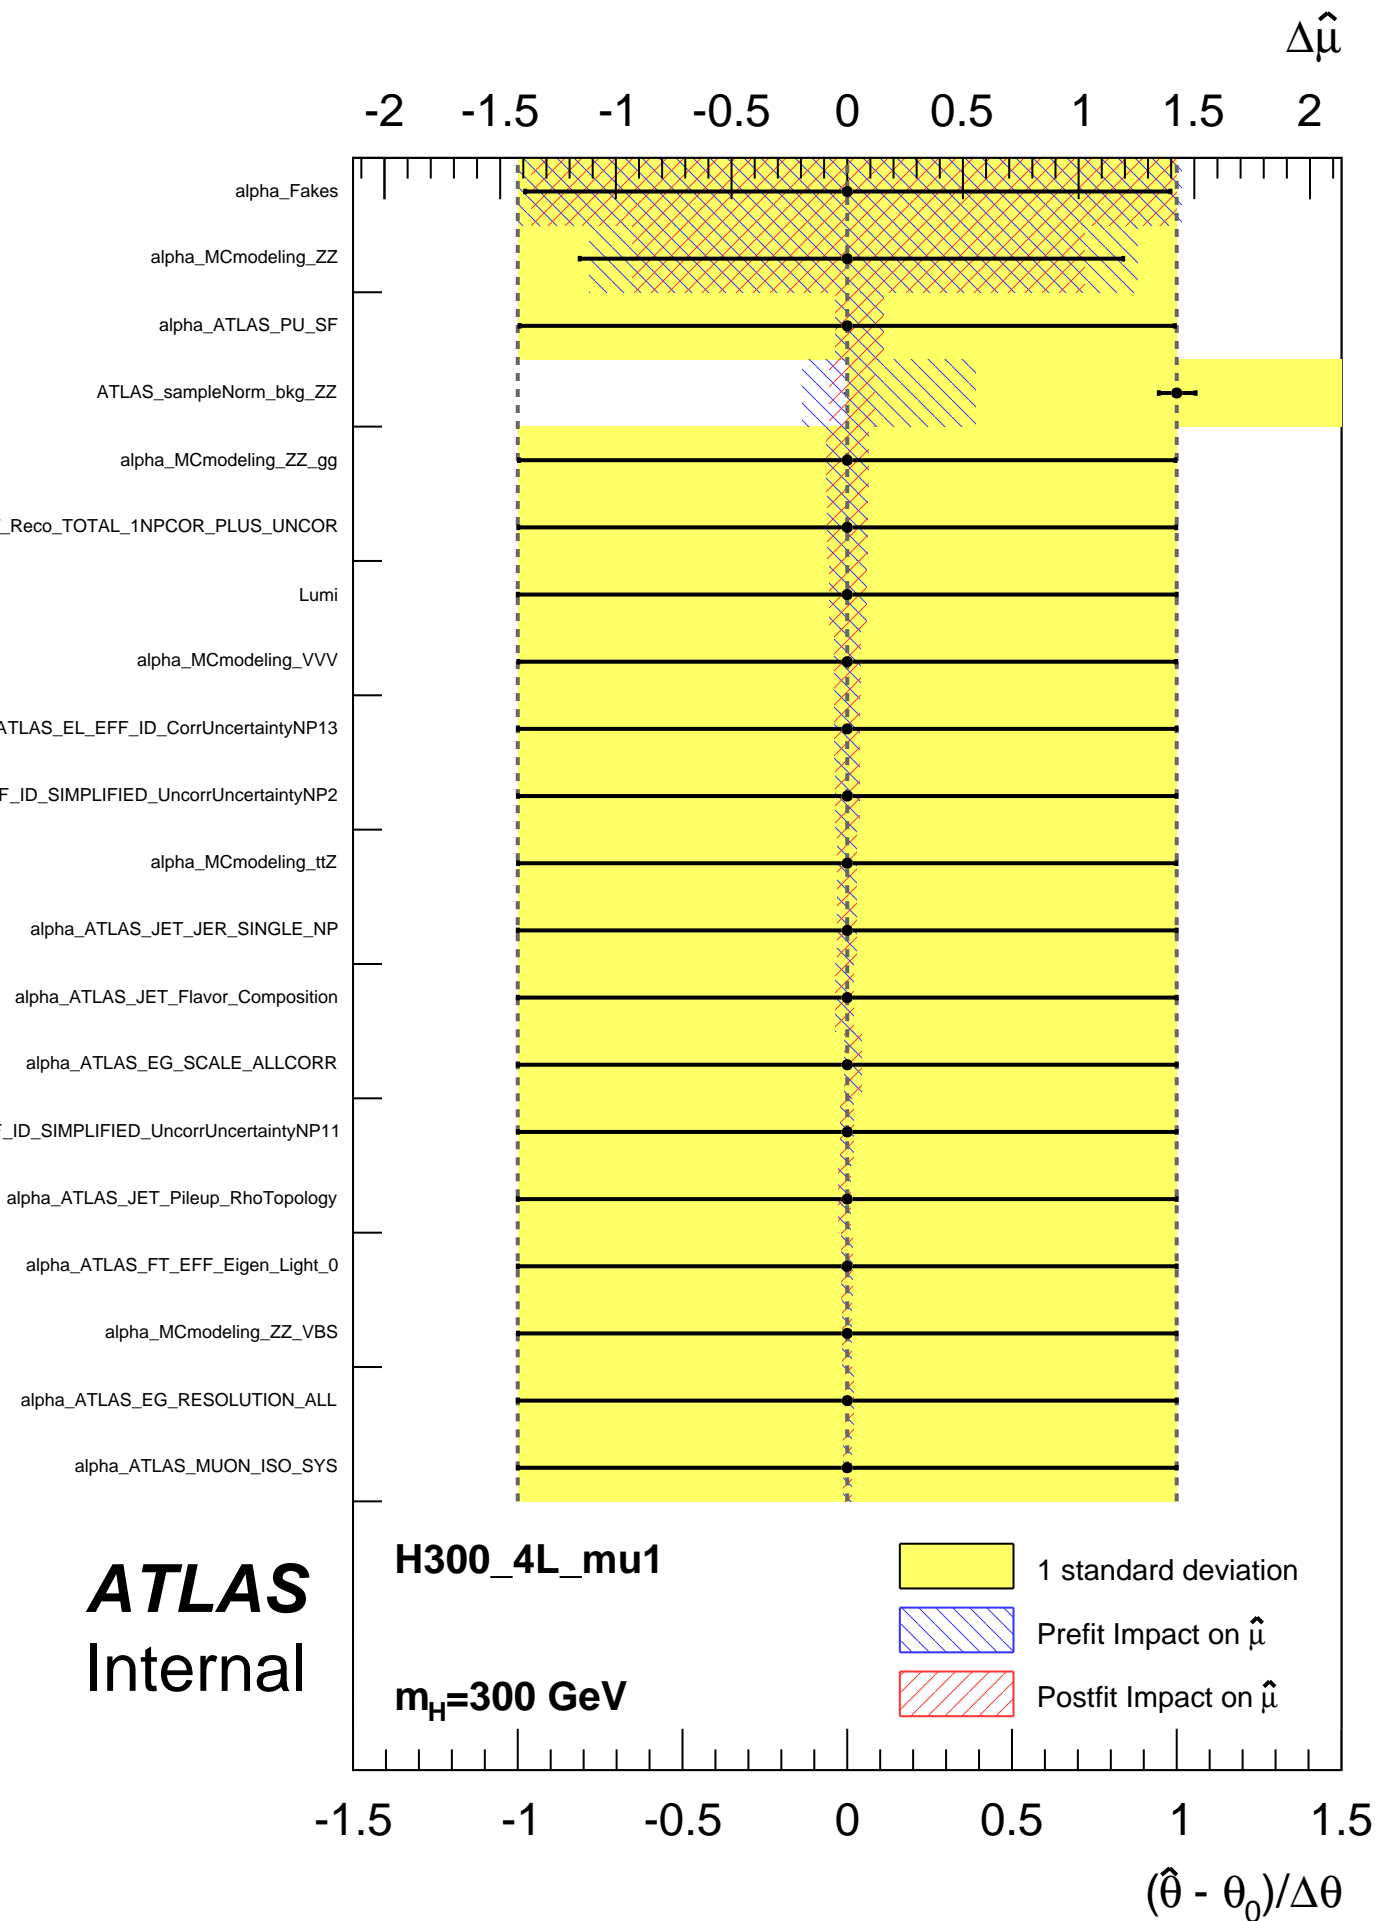 Δμ̂
-2 -1.5 -1 -0.5 0 0.5 1 1.5 2
alpha_Fakes
alpha_MCmodeling_ZZ
alpha_ATLAS_PU_SF
ATLAS_sampleNorm_bkg_ZZ
alpha_MCmodeling_ZZ_gg
_Reco_TOTAL_1NPCOR_PLUS_UNCOR
Lumi
alpha_MCmodeling_VVV
ATLAS_EL_EFF_ID_CorrUncertaintyNP13
F_ID_SIMPLIFIED_UncorrUncertaintyNP2
alpha_MCmodeling_ttZ
alpha_ATLAS_JET_JER_SINGLE_NP
alpha_ATLAS_JET_Flavor_Composition
alpha_ATLAS_EG_SCALE_ALLCORR
_ID_SIMPLIFIED_UncorrUncertaintyNP11
alpha_ATLAS_JET_Pileup_RhoTopology
alpha_ATLAS_FT_EFF_Eigen_Light_0
alpha_MCmodeling_ZZ_VBS
alpha_ATLAS_EG_RESOLUTION_ALL
alpha_ATLAS_MUON_ISO_SYS
ATLAS
Internal
H300_4L_mu1
m_H=300 GeV
1 standard deviation
Prefit Impact on μ̂
Postfit Impact on μ̂
-1.5 -1 -0.5 0 0.5 1 1.5
(θ̂ - θ₀)/Δθ